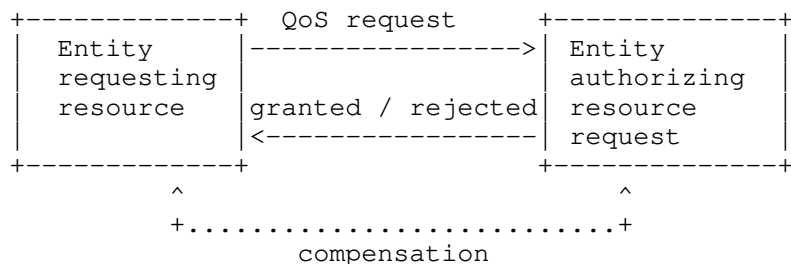 QoS request
Entity requesting resource
Entity authorizing resource request
granted / rejected
compensation